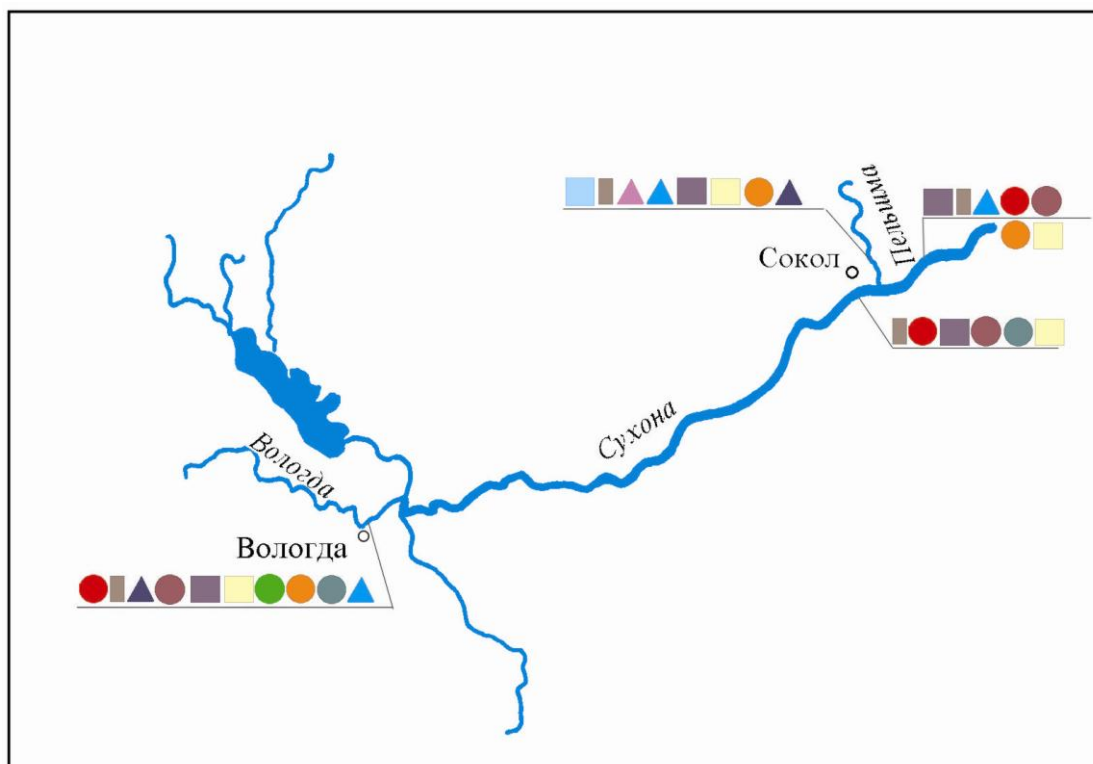 Пельшма
Сокол
Сухона
Вологда
Вологда